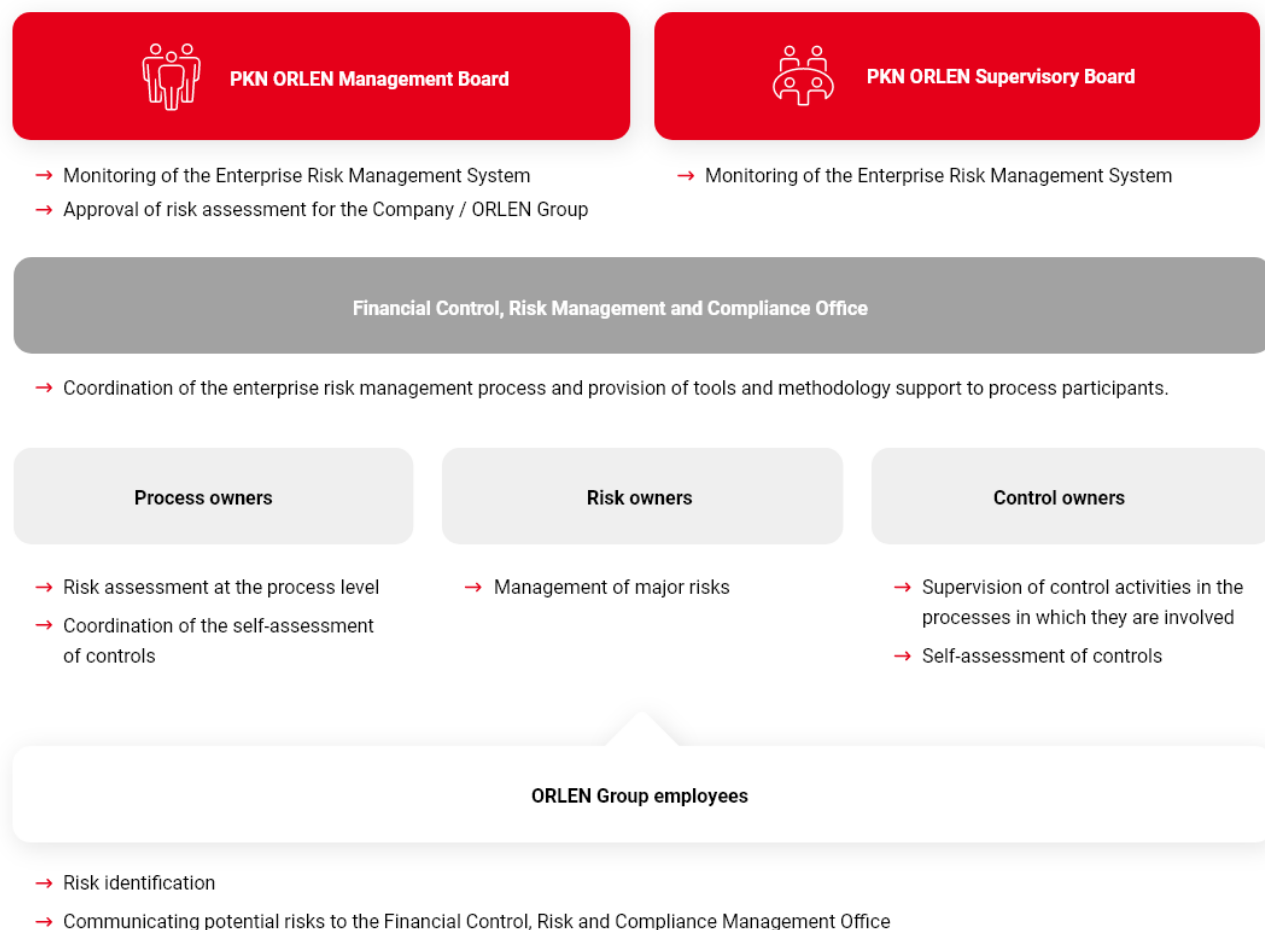 PKN ORLEN Management Board
PKN ORLEN Supervisory Board
→ Monitoring of the Enterprise Risk Management System
→ Approval of risk assessment for the Company / ORLEN Group
→ Monitoring of the Enterprise Risk Management System
Financial Control, Risk Management and Compliance Office
→ Coordination of the enterprise risk management process and provision of tools and methodology support to process participants.
Process owners
→ Risk assessment at the process level
→ Coordination of the self-assessment
of controls
Risk owners
→ Management of major risks
Control owners
→ Supervision of control activities in the
processes in which they are involved
→ Self-assessment of controls
ORLEN Group employees
→ Risk identification
→ Communicating potential risks to the Financial Control, Risk and Compliance Management Office